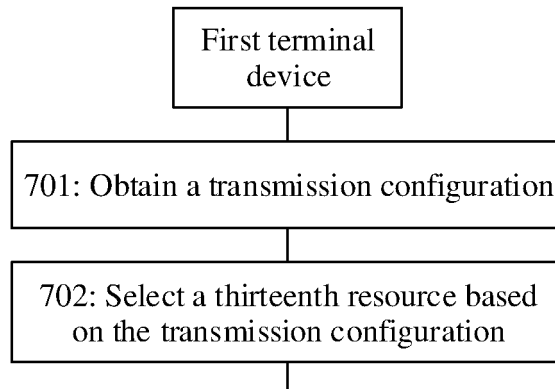 First terminal
device
701: Obtain a transmission configuration
702: Select a thirteenth resource based
on the transmission configuration